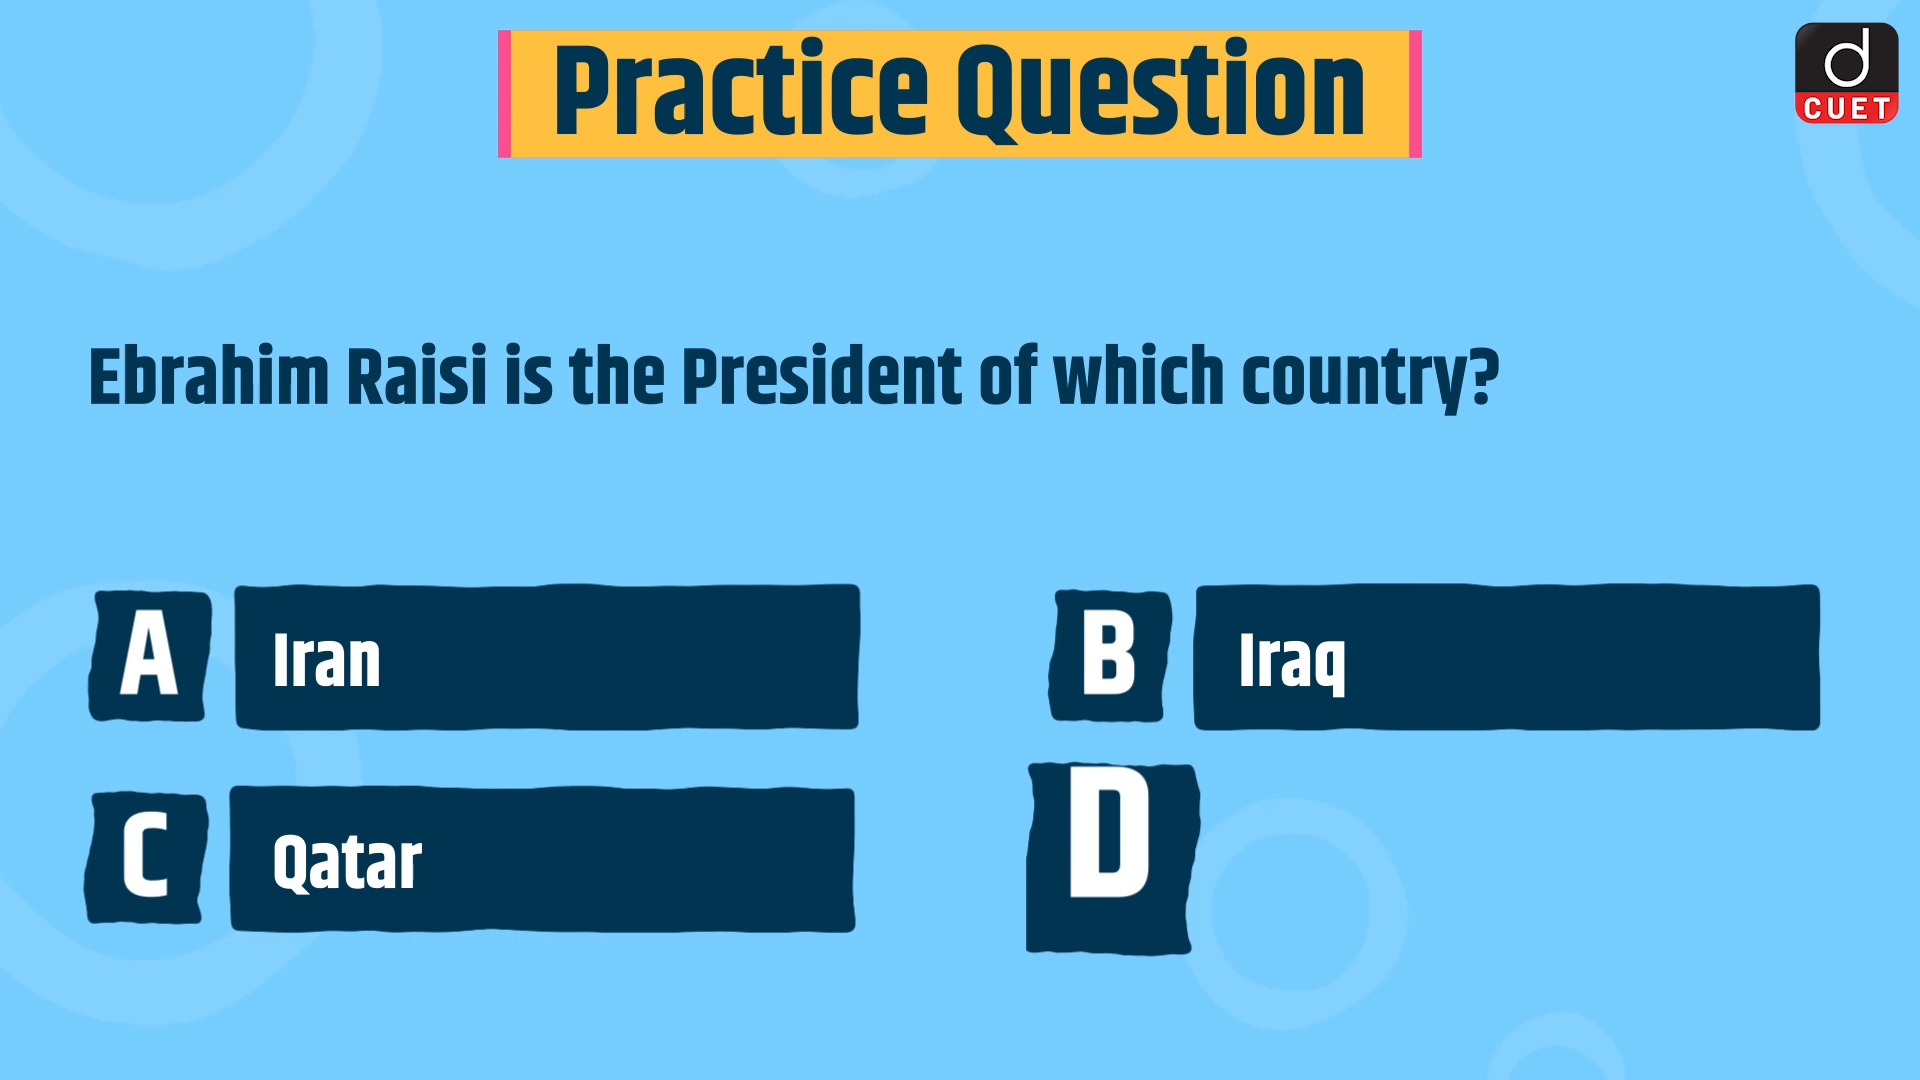 Practice Question
d
CUET
Ebrahim Raisi is the President of which country?
A Iran
B Iraq
C Qatar
D